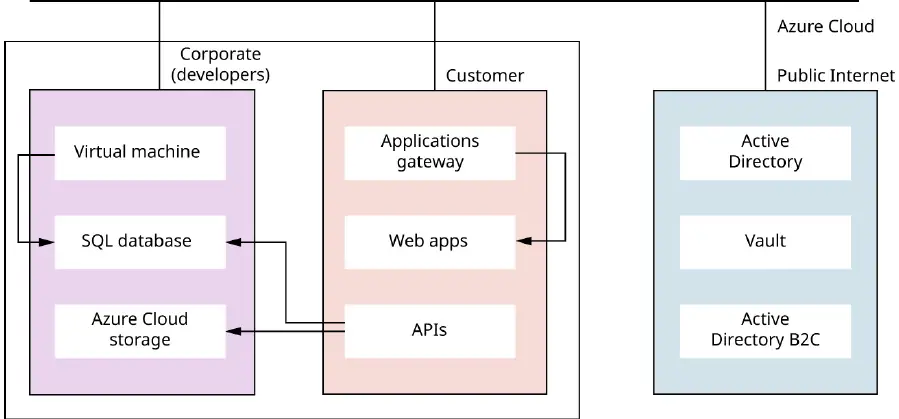 Azure Cloud
Corporate
(developers)
Customer
Public Internet
Virtual machine
SQL database
Azure Cloud
storage
Applications
gateway
Web apps
APIs
Active
Directory
Vault
Active
Directory B2C